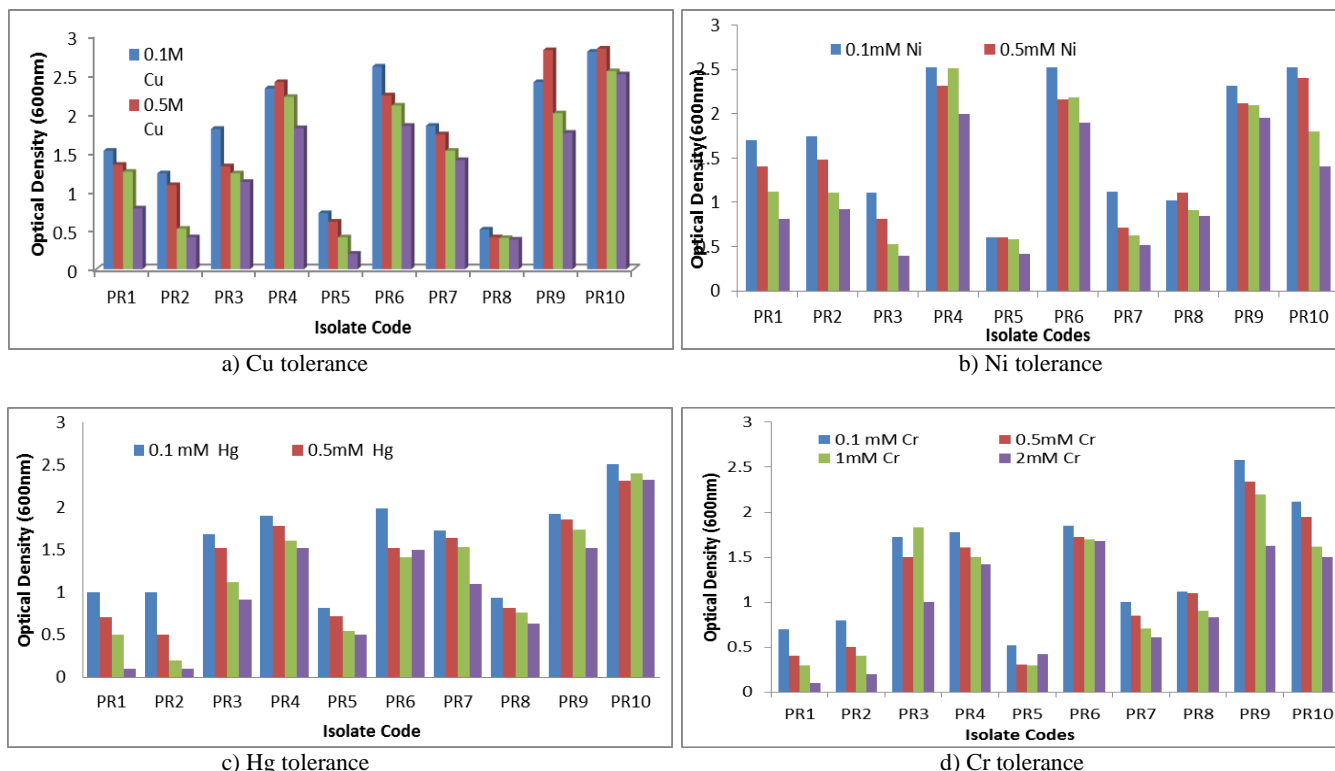 3
2.5
2
1.5
1
0.5
0
Optical Density (600nm)
0.1M
Cu
0.5M
Cu
PR1 PR2 PR3 PR4 PR5 PR6 PR7 PR8 PR9 PR10
Isolate Code
a) Cu tolerance
2.5
2
1.5
1
0.5
0
Optical Density(600nm)
0.1mM Ni 0.5mM Ni
PR1 PR2 PR3 PR4 PR5 PR6 PR7 PR8 PR9 PR10
Isolate Codes
b) Ni tolerance
3
2.5
2
1.5
1
0.5
0
Optical Density (600nm)
0.1 mM Hg 0.5mM Hg
PR1 PR2 PR3 PR4 PR5 PR6 PR7 PR8 PR9 PR10
Isolate Code
c) Hg tolerance
3
2.5
2
1.5
1
0.5
0
Optical Density (600nm)
0.1 mM Cr 0.5mM Cr
1mM Cr 2mM Cr
PR1 PR2 PR3 PR4 PR5 PR6 PR7 PR8 PR9 PR10
Isolate Codes
d) Cr tolerance